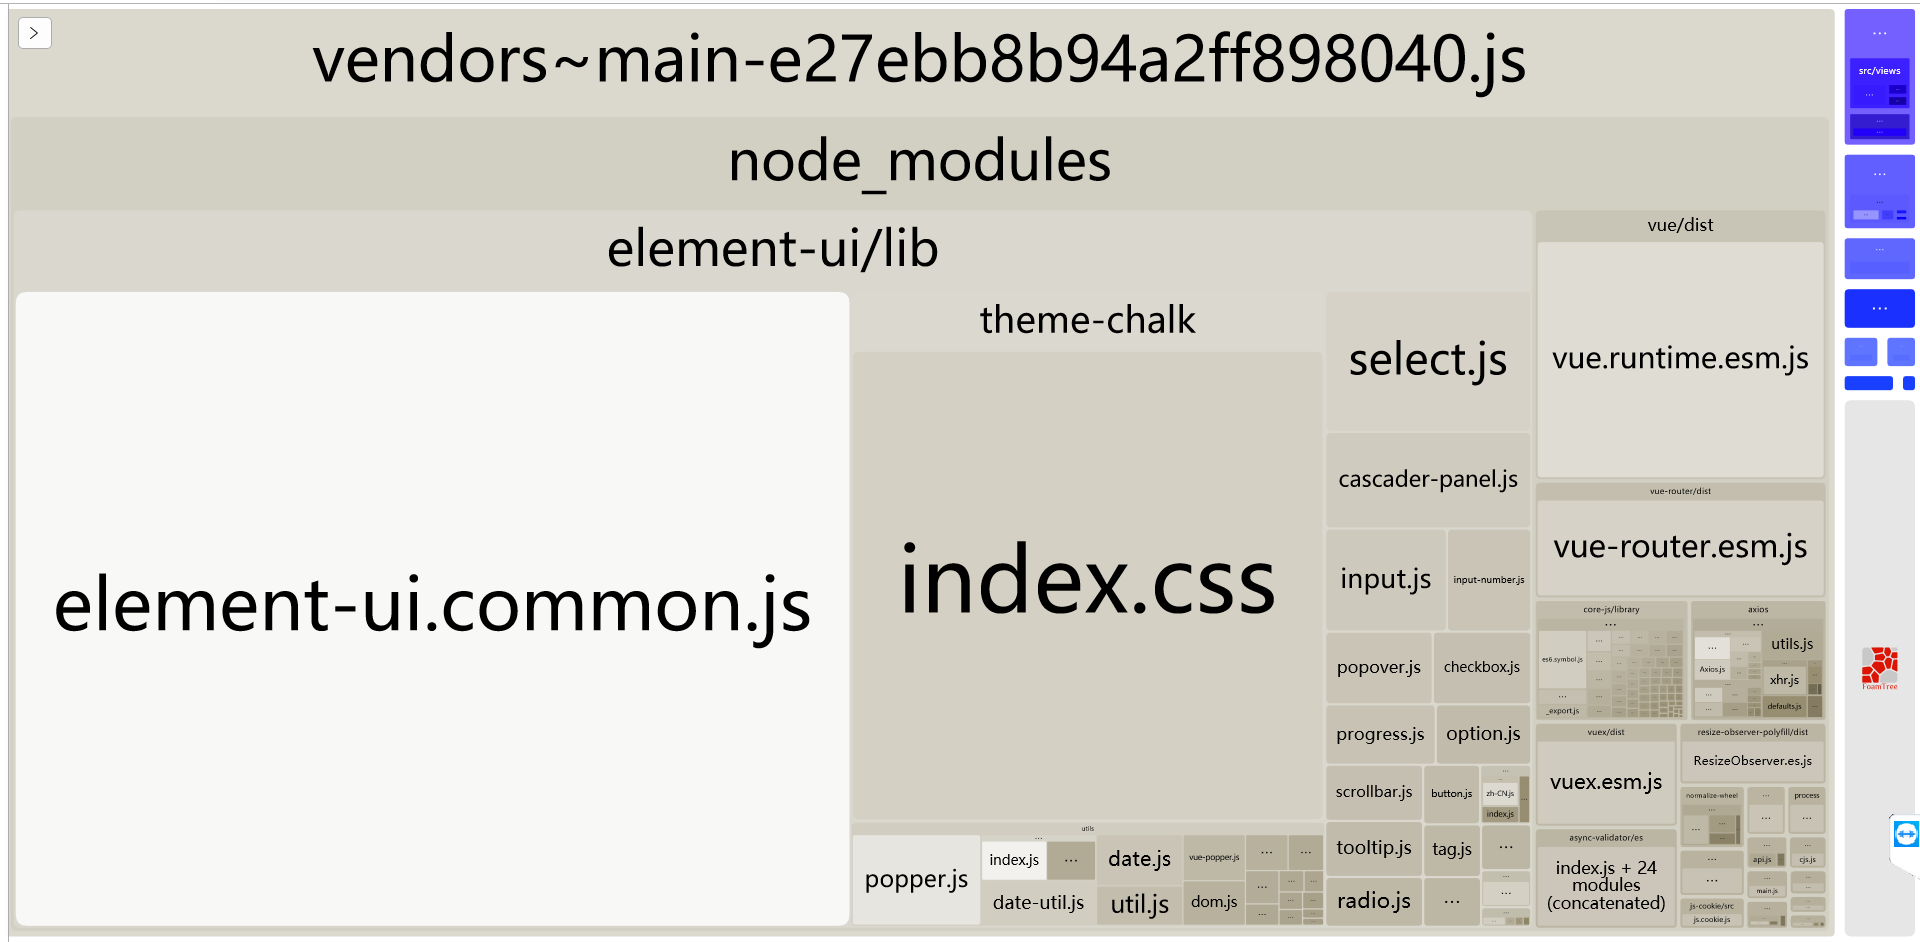 vendors~main-e27ebb8b94a2ff898040.js
node_modules
element-ui/lib
element-ui.common.js
theme-chalk
index.css
utils
popper.js
index.js
...
date-util.js
date.js
util.js
vue-popper.js
dom.js
select.js
cascader-panel.js
input.js
input-number.js
popover.js
checkbox.js
progress.js
option.js
scrollbar.js
button.js
zh-CN.js
index.js
tooltip.js
tag.js
...
radio.js
...
vue/dist
vue.runtime.esm.js
vue-router/dist
vue-router.esm.js
core-js/library
...
es6.symbol.js
_export.js
axios
...
utils.js
Axios.js
xhr.js
defaults.js
vuex/dist
vuex.esm.js
resize-observer-polyfill/dist
ResizeObserver.es.js
normalize-wheel
process
async-validator/es
index.js + 24
modules
(concatenated)
api.js
cjs.js
main.js
js-cookie/src
js.cookie.js
...
src/views
...
...
FoamTree